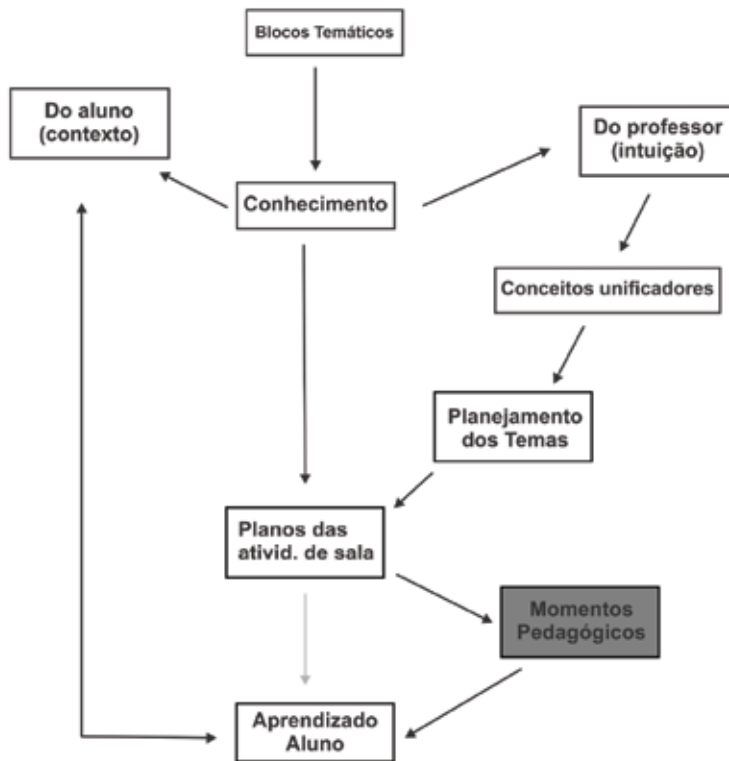 Blocos Temáticos
Do aluno
(contexto)
Do professor
(intuição)
Conhecimento
Conceitos unificadores
Planejamento
dos Temas
Planos das
ativid. de sala
Momentos
Pedagógicos
Aprendizado
Aluno